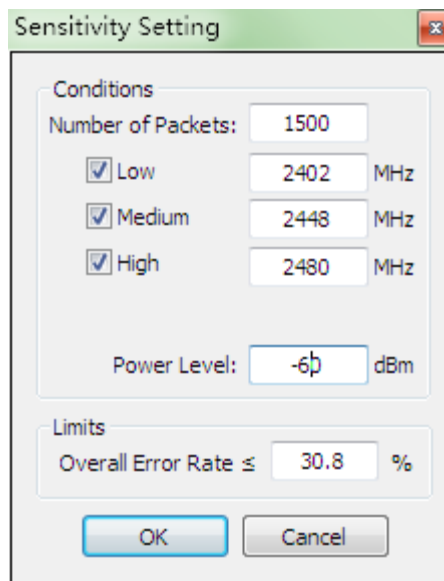 Sensitivity Setting
Conditions
Number of Packets: 1500
Low 2402 MHz
Medium 2448 MHz
High 2480 MHz
Power Level: -60 dBm
Limits
Overall Error Rate ≤ 30.8 %
OK Cancel